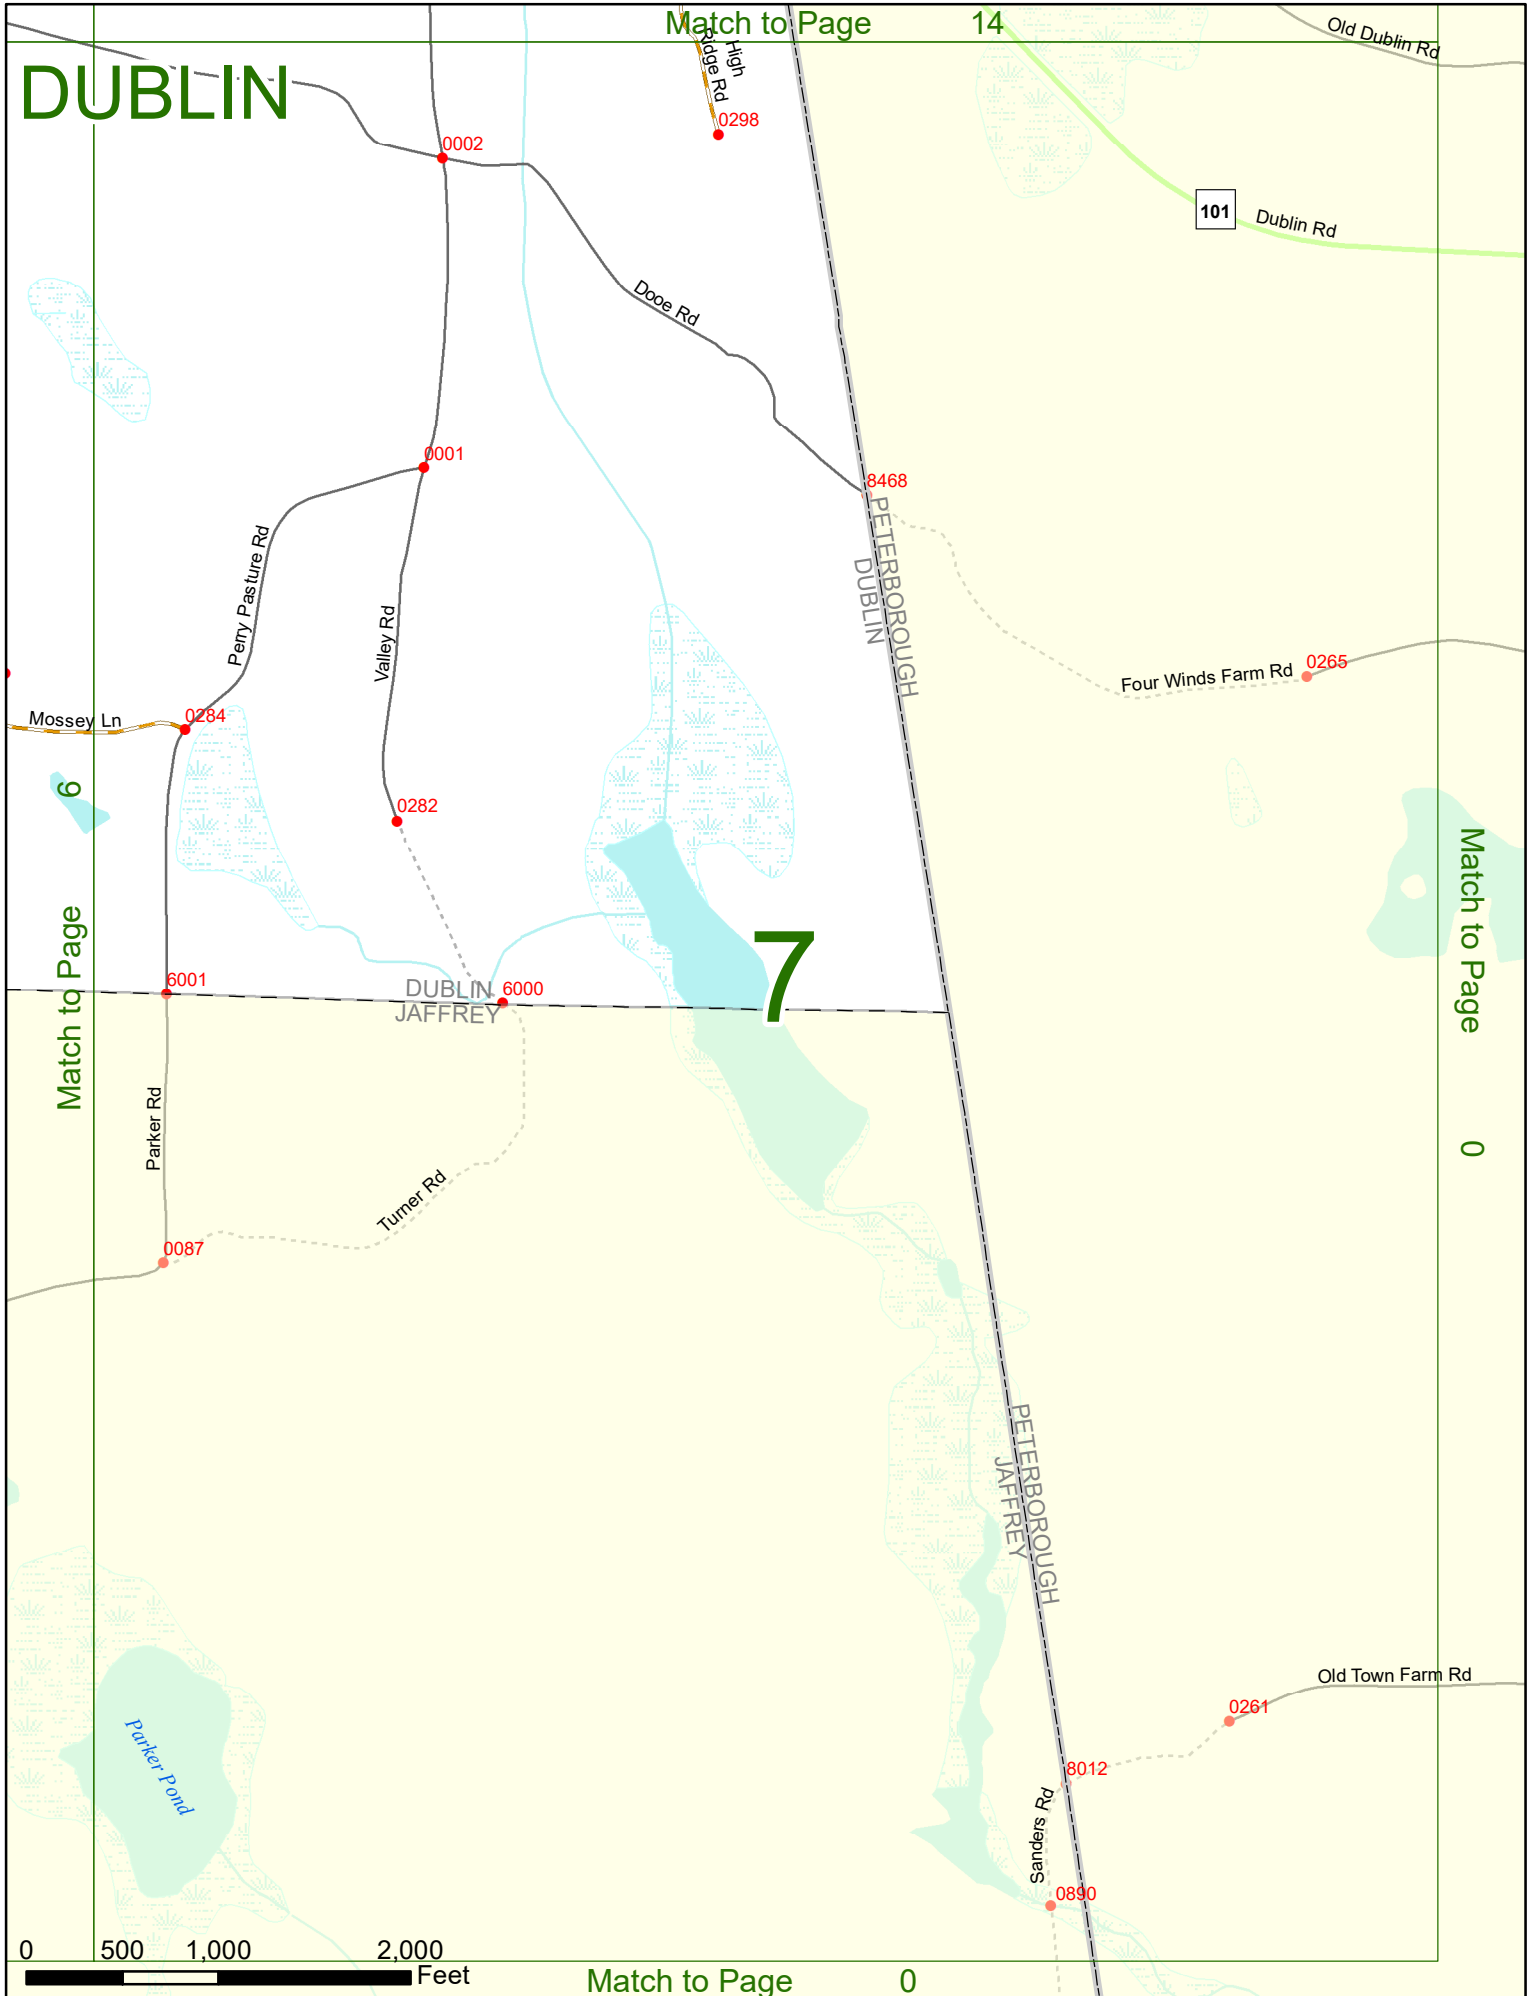 Match to Page 14
Old Dublin Rd
DUBLIN
High
Ridge Rd
0298
0002
101
Dublin Rd
Dooe Rd
0001
8468
PETERBOROUGH
DUBLIN
Perry Pasture Rd
Valley Rd
Four Winds Farm Rd
0265
Mossey Ln
0284
0282
Match to Page 6
Match to Page 0
7
6001
DUBLIN
JAFFREY
6000
Parker Rd
Turner Rd
0087
PETERBOROUGH
JAFFREY
Old Town Farm Rd
0261
8012
Parker Pond
Sanders Rd
0890
0 500 1,000 2,000
Feet
Match to Page 0